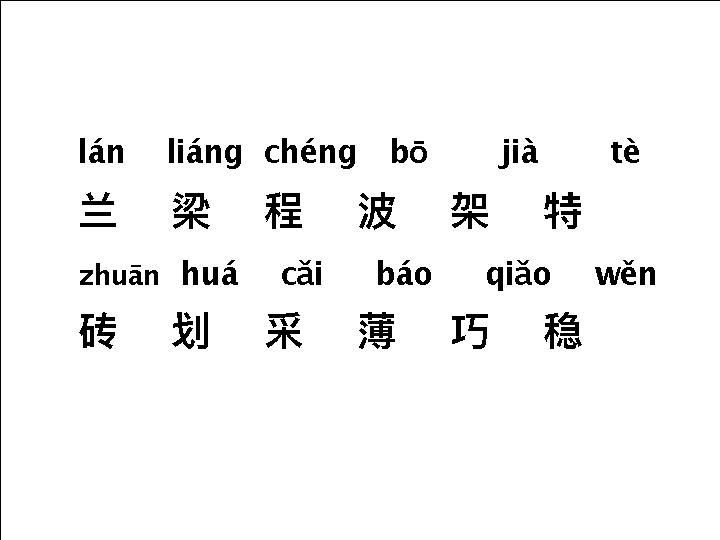 lán liáng chéng bō jià tè
兰 梁 程 波 架 特
zhuān huá cǎi báo qiǎo wěn
砖 划 采 薄 巧 稳